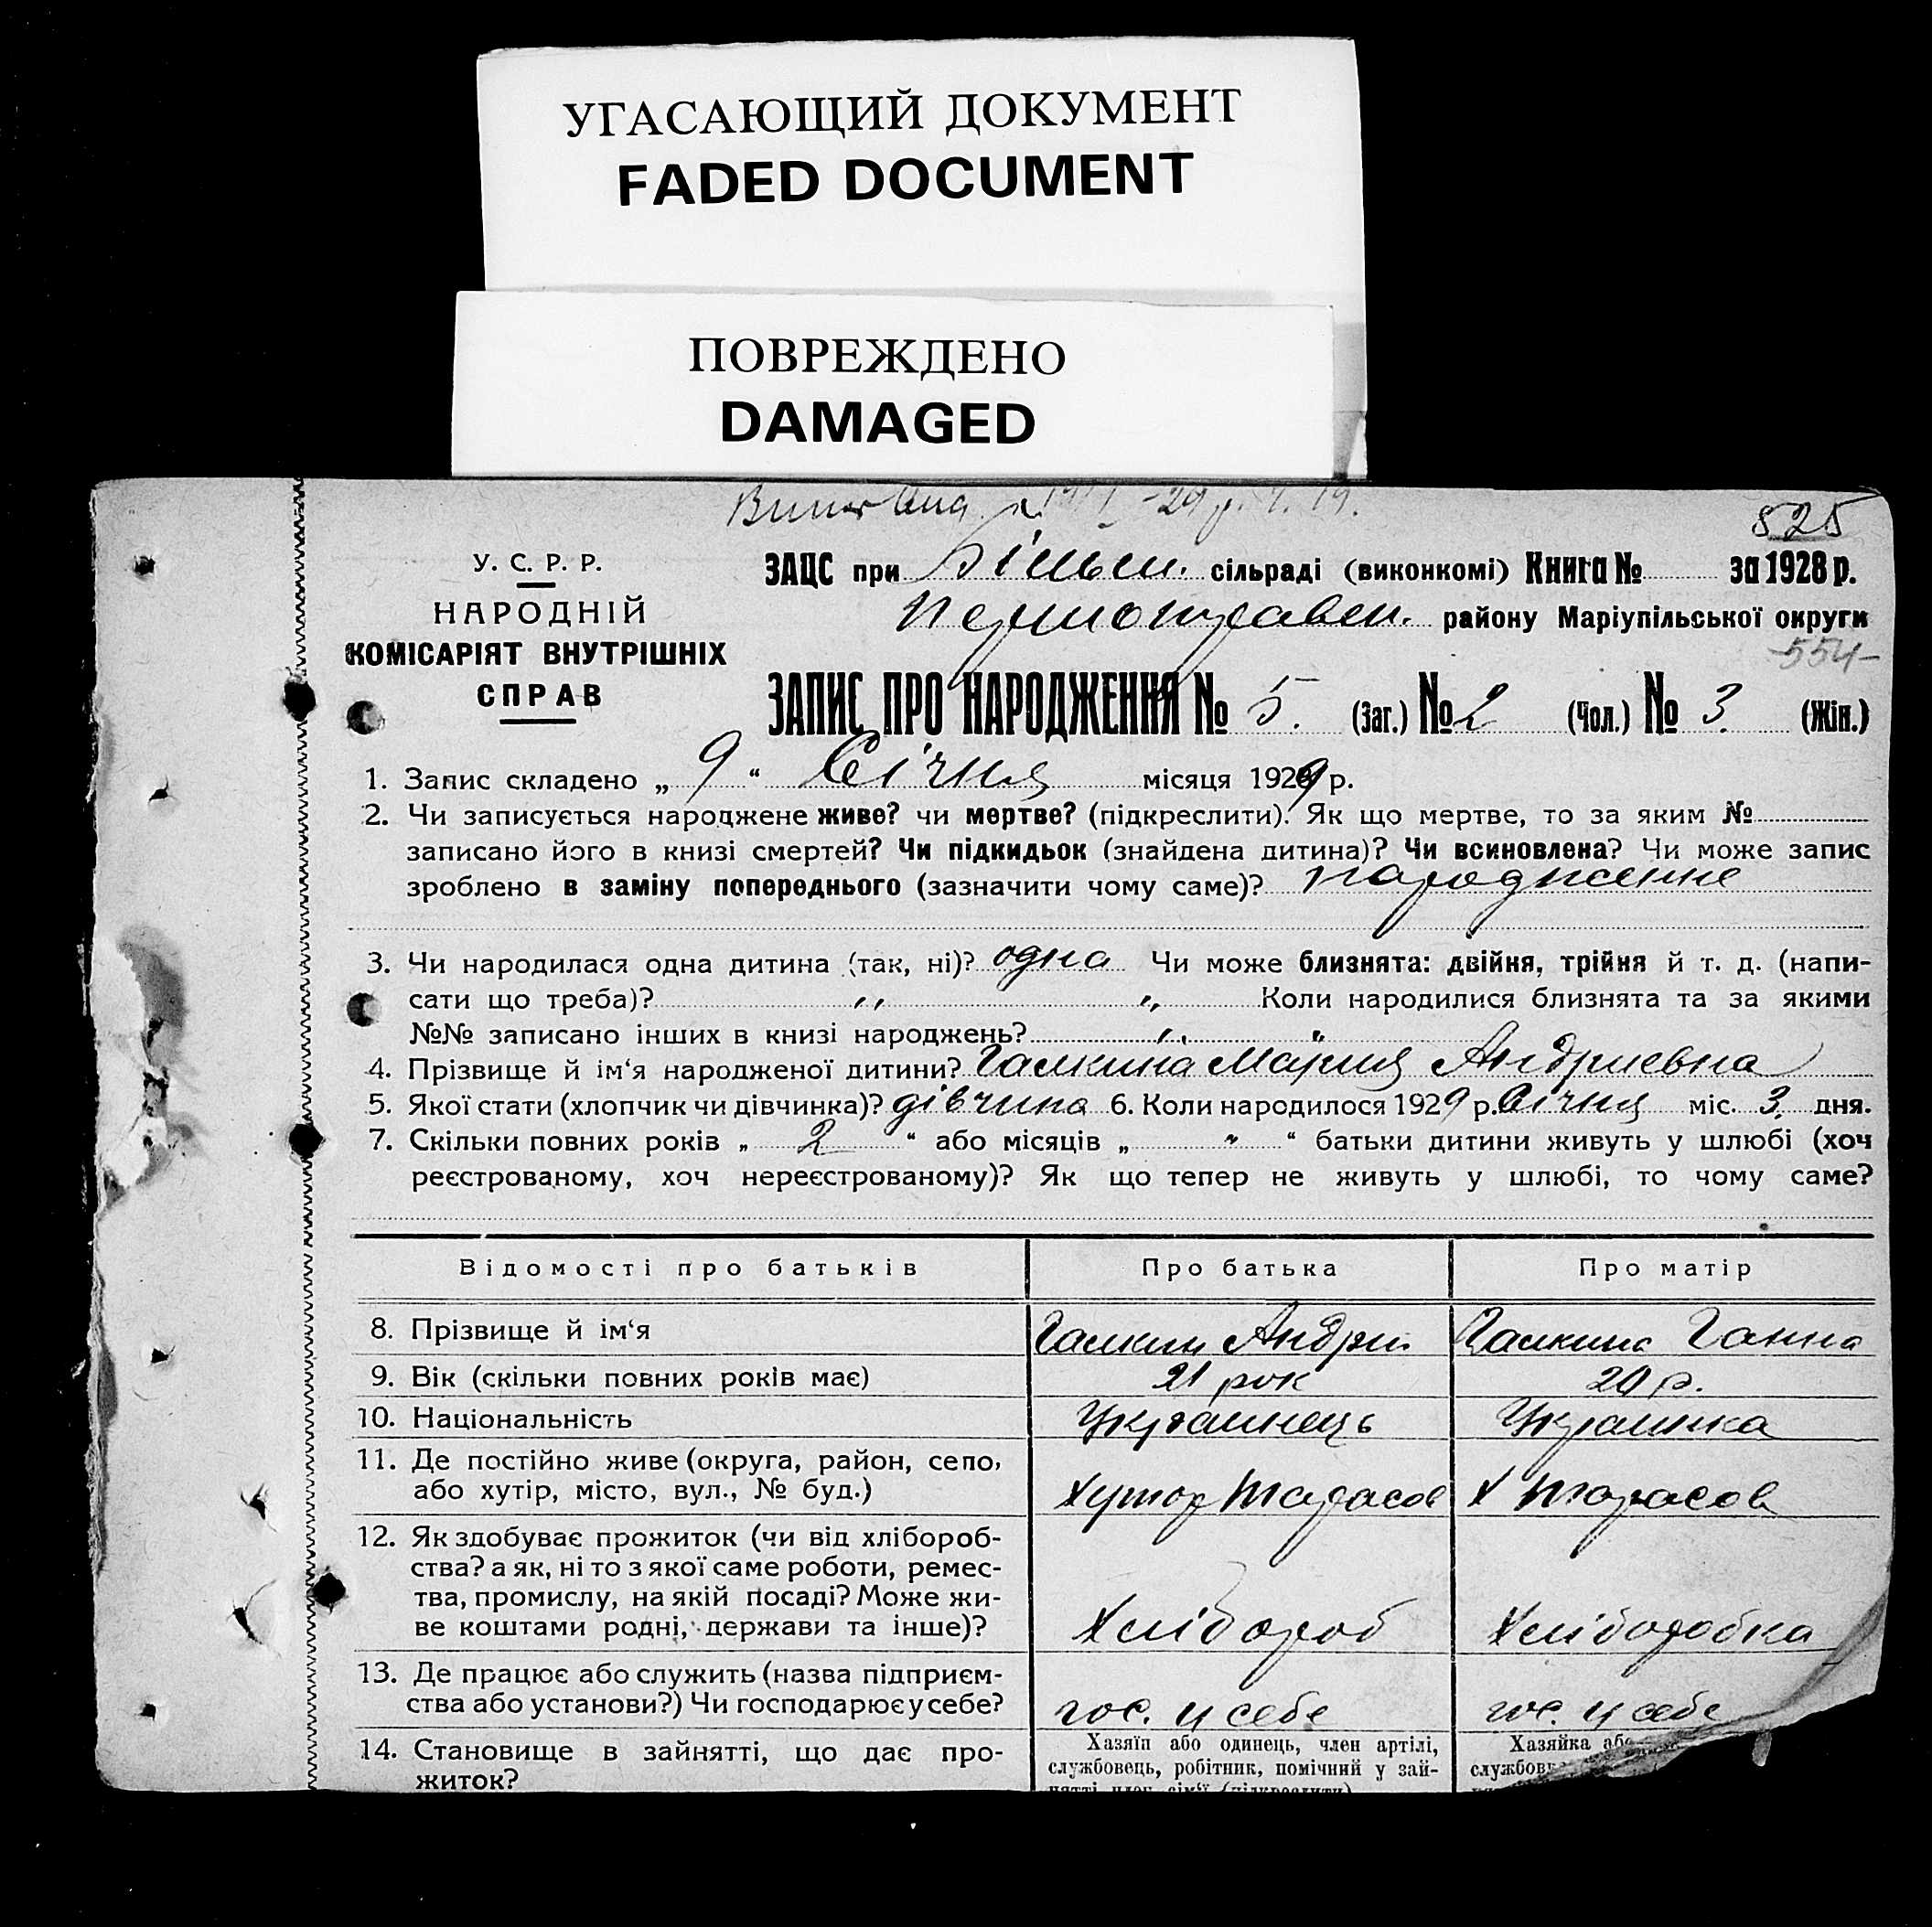 УГАСАЮЩИЙ ДОКУМЕНТ
FADED DOCUMENT
ПОВРЕЖДЕНО
DAMAGED
525
У. С. Р. Р.
НАРОДНІЙ
КОМІСАРІЯТ ВНУТРІШНІХ
СПРАВ
ЗАЦС при сільраді (виконкомі) Книга № за 1928 р.
району Маріупільської округи
-554-
ЗАПИС ПРО НАРОДЖЕННЯ № 5. (Заг.) № 2 (Чол.) № 3. (Жін.)
1. Запис складено „ 9 “ Січня місяця 1929 р.
2. Чи записується народжене живе? чи мертве? (підкреслити). Як що мертве, то за яким №
записано його в книзі смертей? Чи підкидьок (знайдена дитина)? Чи всиновлена? Чи може запис
зроблено в заміну попереднього (зазначити чому саме)? народження
3. Чи народилася одна дитина (так, ні)? одна Чи може близнята: двійня, трійня й т. д. (напи-
сати що треба)? „ „ Коли народилися близнята та за якими
№№ записано інших в книзі народжень? „ „
4. Прізвище й ім‘я народженої дитини? Галкина Мария Андриевна
5. Якої стати (хлопчик чи дівчинка)? дівчина 6. Коли народилося 1929 р. Січня міс. 3. дня.
7. Скільки повних років „ 2 “ або місяців „ „ “ батьки дитини живуть у шлюбі (хоч
реєстрованому, хоч нереєстрованому)? Як що тепер не живуть у шлюбі, то чому саме?
Відомості про батьків Про батька Про матір
8. Прізвище й ім‘я Галкин Андрій Галкина Ганна
9. Вік (скільки повних років має) 21 рок 20 р.
10. Національність Українець Украинка
11. Де постійно живе (округа, район, село,
або хутір, місто, вул., № буд.) Хутор Тарасов Х Тарасов
12. Як здобуває прожиток (чи від хлібороб-
ства? а як, ні то з якої саме роботи, ремес-
тва, промислу, на якій посаді? Може жи-
ве коштами родні, держави та інше)? Хлібороб Хліборобка
13. Де працює або служить (назва підприєм-
ства або установи?) Чи господарює у себе? гос. у себе гос. у себе
14. Становище в зайнятті, що дає про-
житок?
Хазяїн або одинець, член артілі,
службовець, робітник, помічний у зай-
Хазяйка або